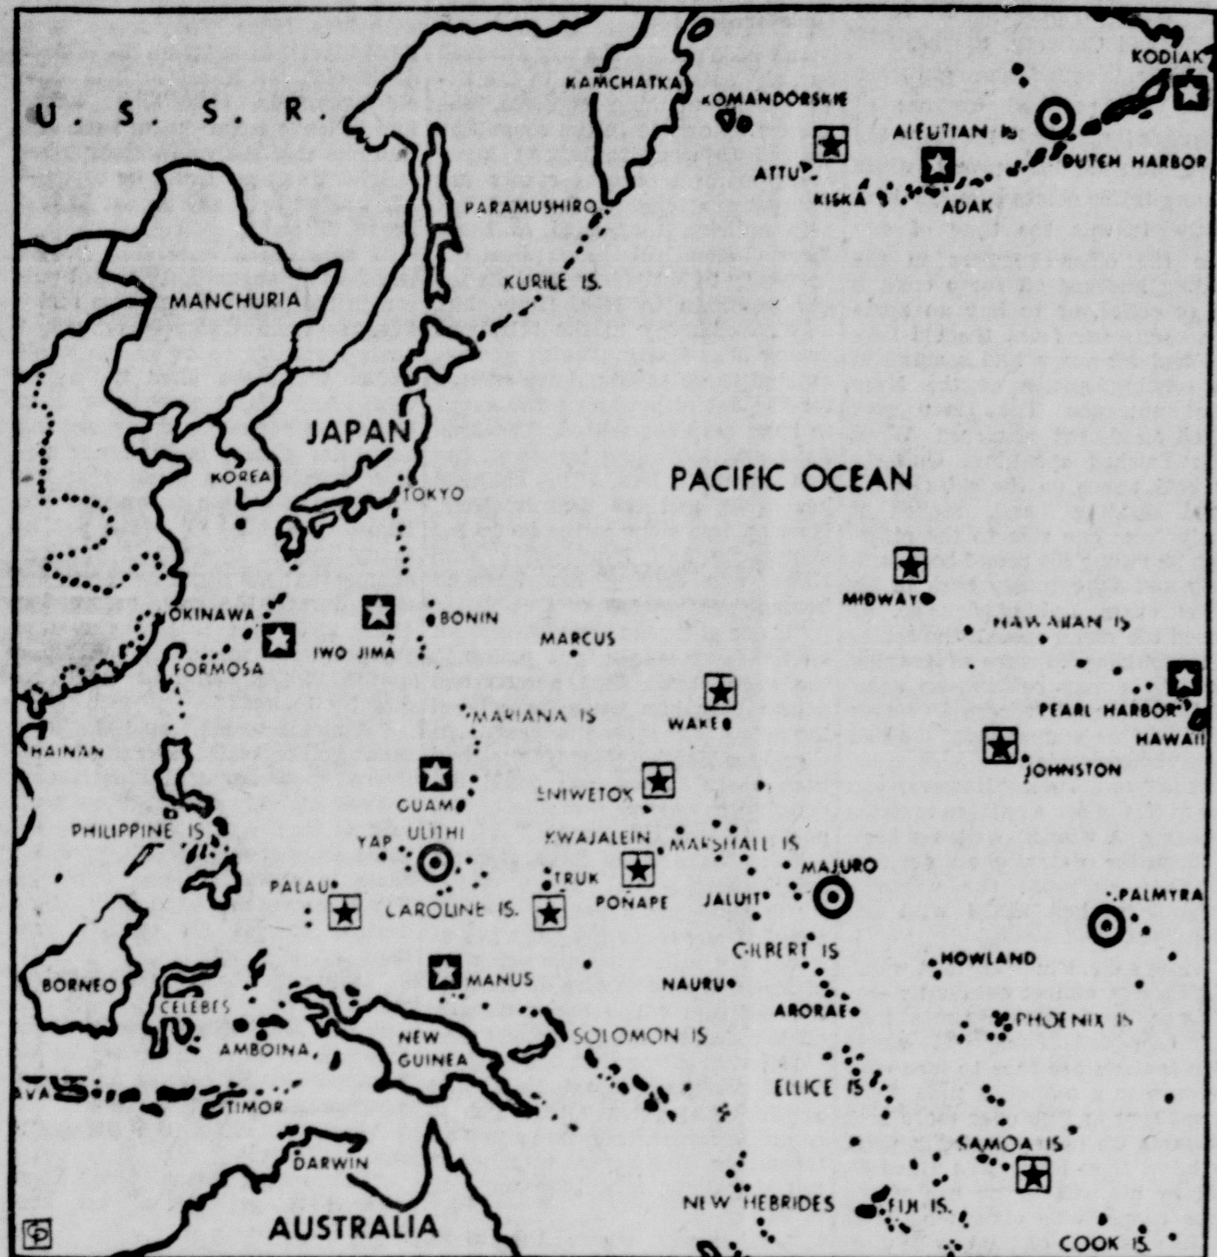 KODIAK
KAMCHATKA
KOMANDORSKIE
U. S. S. R.
ALEUTIAN IS
DUTCH HARBOR
ATTU
KISKA
ADAK
PARAMUSHIRO
KURILE IS.
MANCHURIA
JAPAN
KOREA
PACIFIC OCEAN
TOKYO
MIDWAY
OKINAWA
BONIN
HAWAIIAN IS
MARCUS
IWO JIMA
FORMOSA
MARIANA IS
WAKE
PEARL HARBOR
HAWAII
HAINAN
JOHNSTON
ENIWETOK
GUAM
PHILIPPINE IS
YAP
ULITHI
KWAJALEIN
MARSHALL IS
MAJURO
PALAU
TRUK
PONAPE
JALUIT
PALMYRA
CAROLINE IS.
GILBERT IS
HOWLAND
BORNEO
MANUS
NAURU
CELEBES
ARORAE
PHOENIX IS
AMBOINA
NEW
GUINEA
SOLOMON IS
ELLICE IS
AVA
TIMOR
SAMOA IS
DARWIN
NEW HEBRIDES
FIJI IS.
AUSTRALIA
COOK IS.